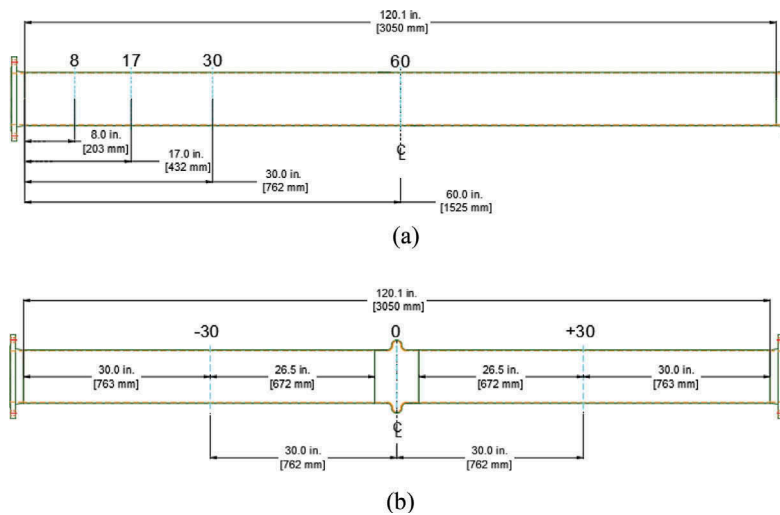 120.1 in.
[3050 mm]
8 17 30 60
8.0 in.
[203 mm]
17.0 in.
[432 mm]
30.0 in.
[762 mm]
60.0 in.
[1525 mm]
℄
(a)
120.1 in.
[3050 mm]
-30 0 +30
30.0 in. 26.5 in. 26.5 in. 30.0 in.
[763 mm] [672 mm] [672 mm] [763 mm]
℄
30.0 in. 30.0 in.
[762 mm] [762 mm]
(b)